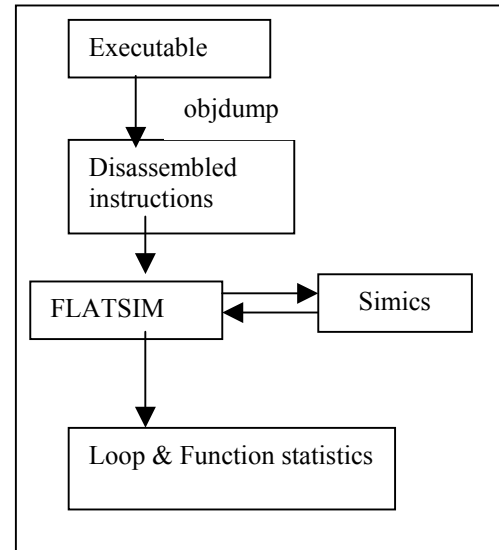 Executable
objdump
Disassembled
instructions
FLATSIM
Simics
Loop & Function statistics